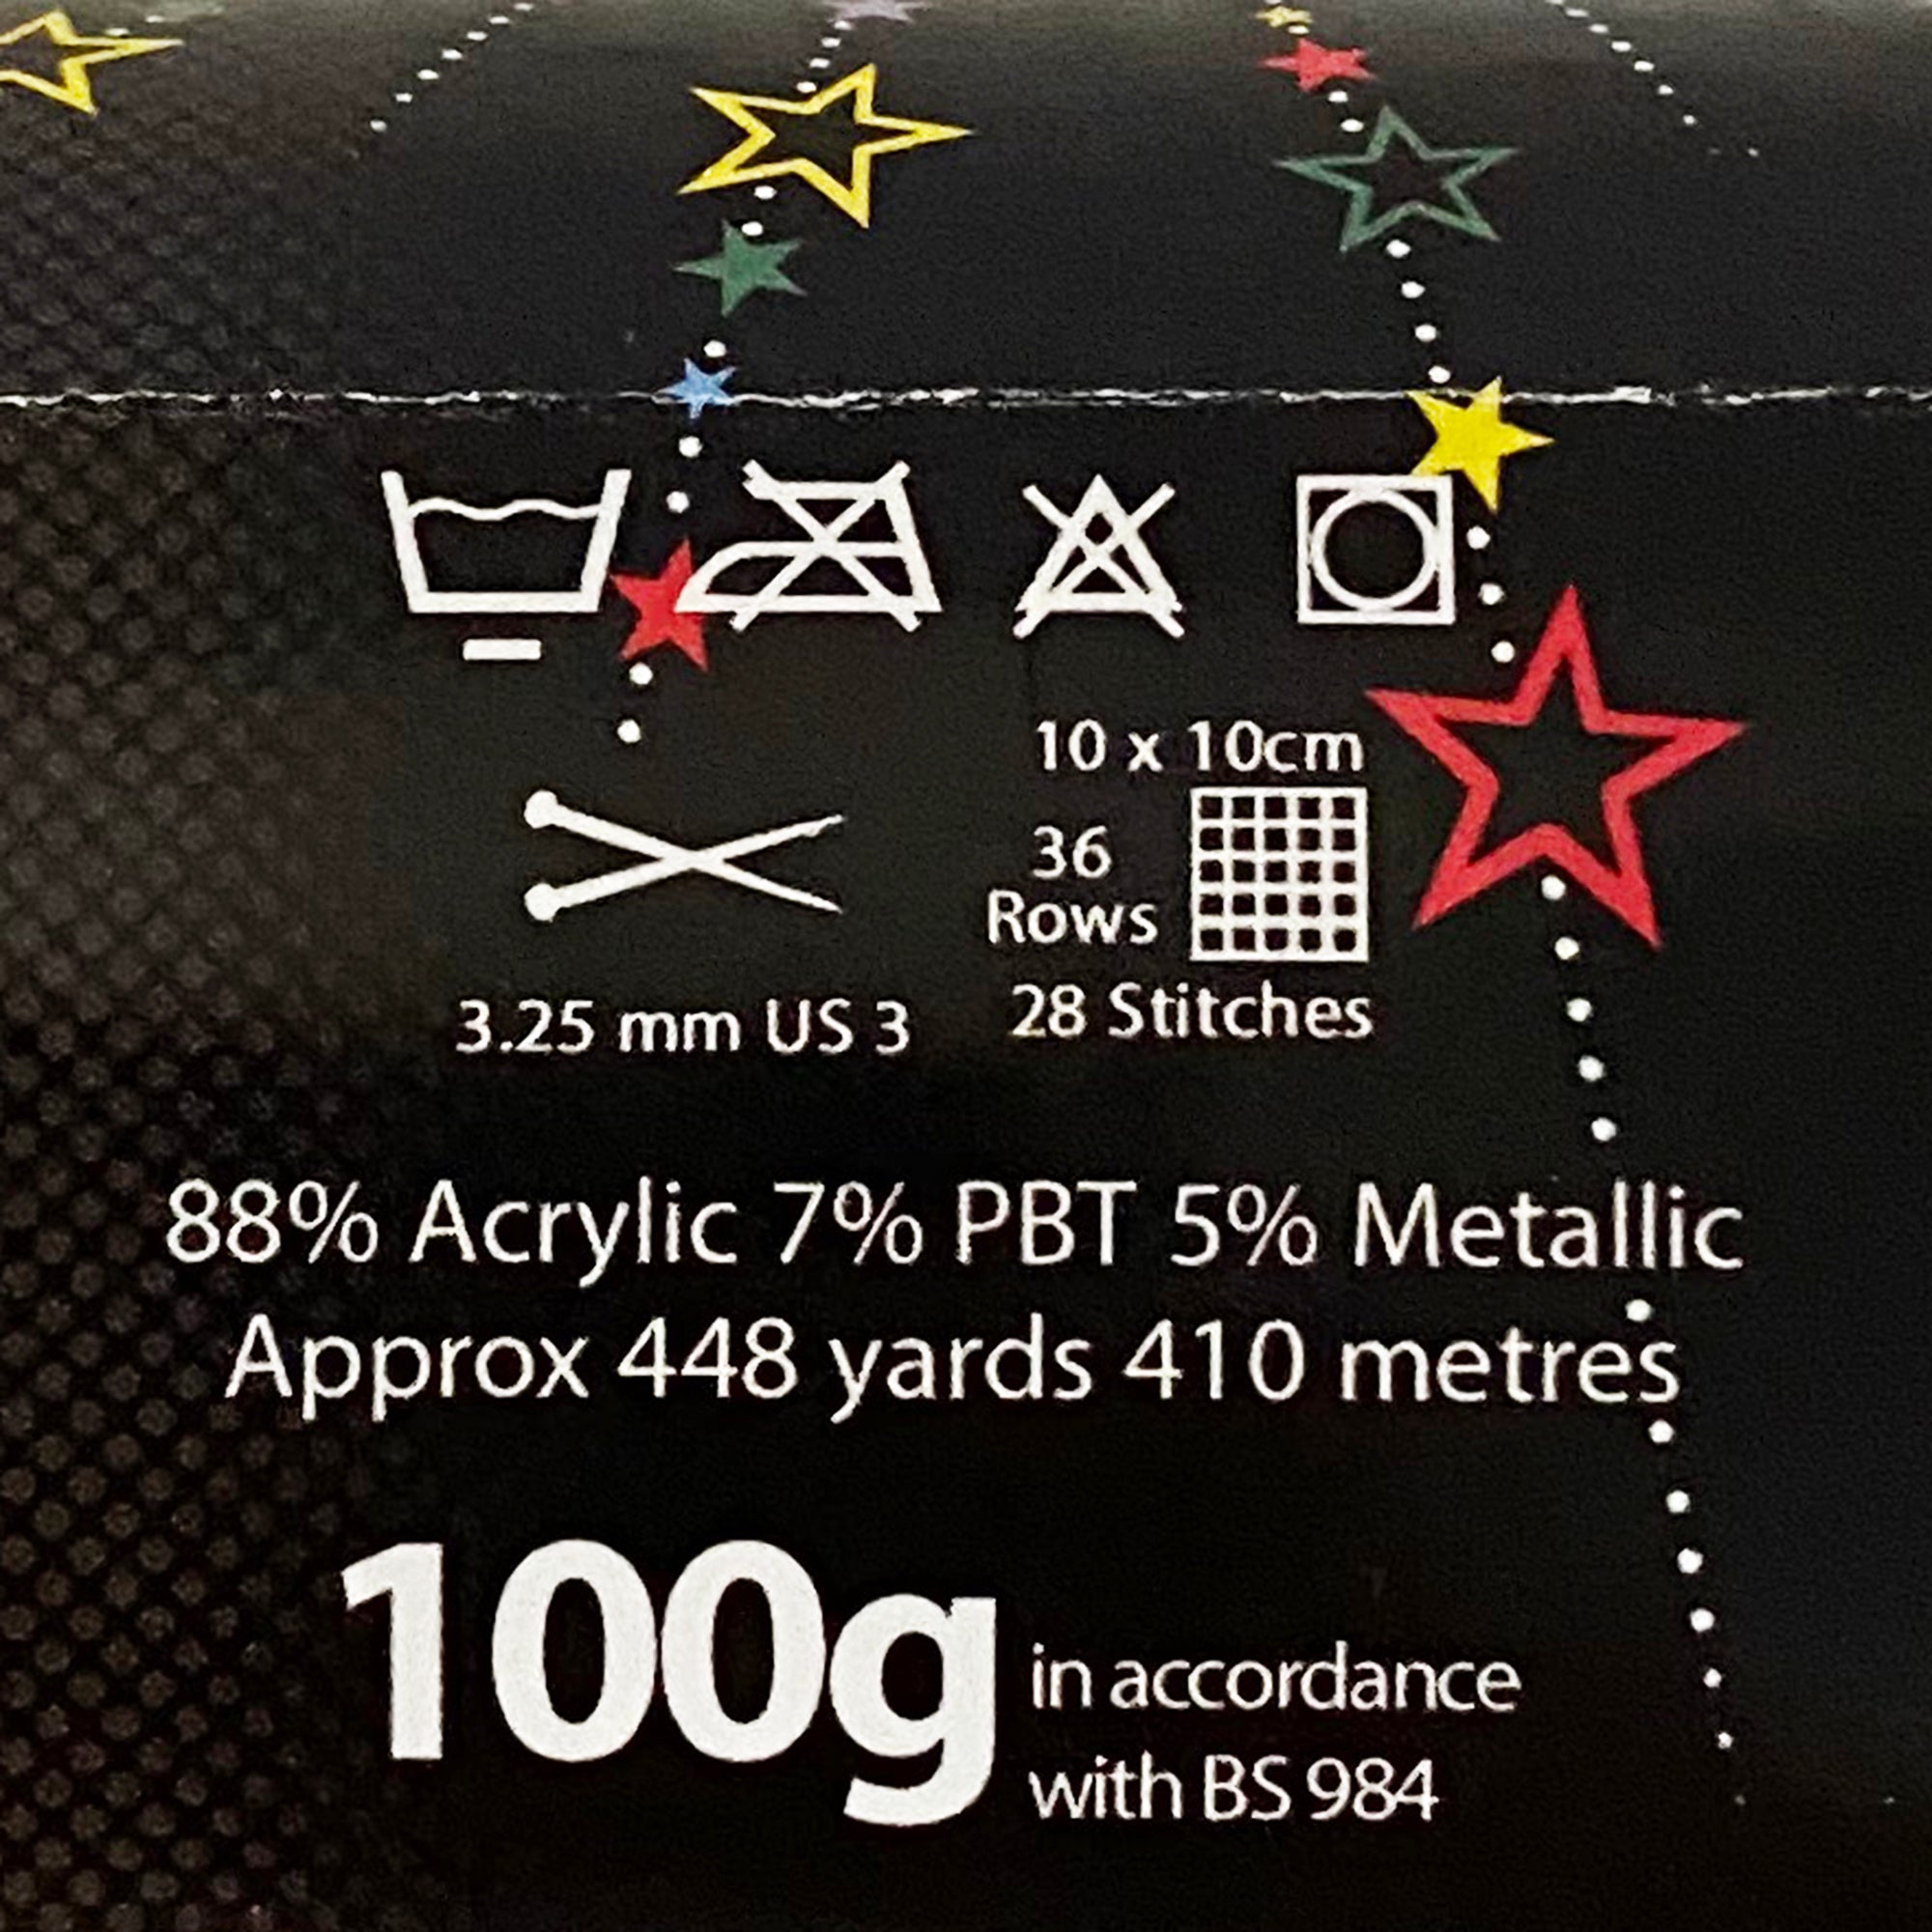 10 x 10cm
36
Rows
28 Stitches
3.25 mm US 3
88% Acrylic 7% PBT 5% Metallic
Approx 448 yards 410 metres
100g in accordance
with BS 984